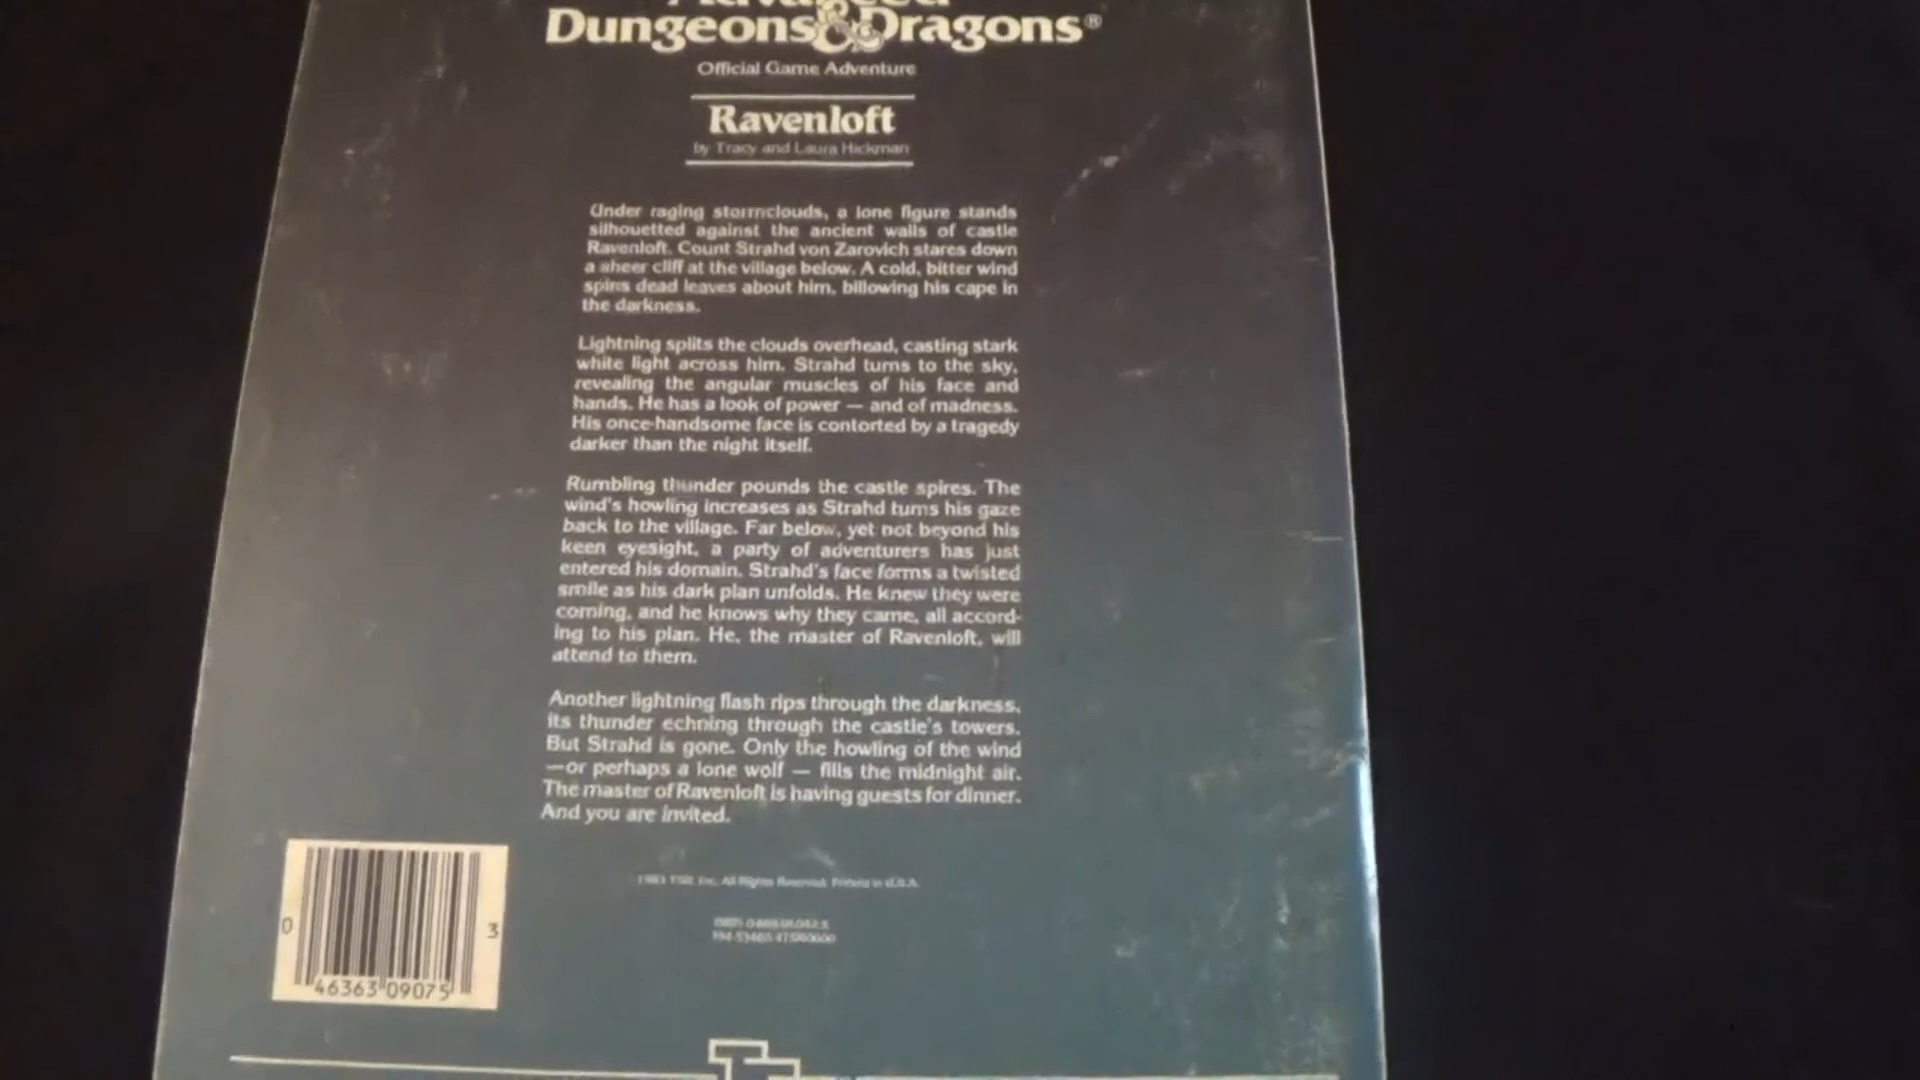 Advanced
Dungeons & Dragons®
Official Game Adventure
Ravenloft
by Tracy and Laura Hickman
Under raging stormclouds, a lone figure stands
silhouetted against the ancient walls of castle
Ravenloft. Count Strahd von Zarovich stares down
a sheer cliff at the village below. A cold, bitter wind
spins dead leaves about him, billowing his cape in
the darkness.
Lightning splits the clouds overhead, casting stark
white light across him. Strahd turns to the sky,
revealing the angular muscles of his face and
hands. He has a look of power — and of madness.
His once-handsome face is contorted by a tragedy
darker than the night itself.
Rumbling thunder pounds the castle spires. The
wind's howling increases as Strahd turns his gaze
back to the village. Far below, yet not beyond his
keen eyesight, a party of adventurers has just
entered his domain. Strahd's face forms a twisted
smile as his dark plan unfolds. He knew they were
coming, and he knows why they came, all accord-
ing to his plan. He, the master of Ravenloft, will
attend to them.
Another lightning flash rips through the darkness,
its thunder echning through the castle's towers.
But Strahd is gone. Only the howling of the wind
—or perhaps a lone wolf — fills the midnight air.
The master of Ravenloft is having guests for dinner.
And you are invited.
1983 TSR, Inc. All Rights Reserved. Printed in U.S.A.
0 46363 09075 3